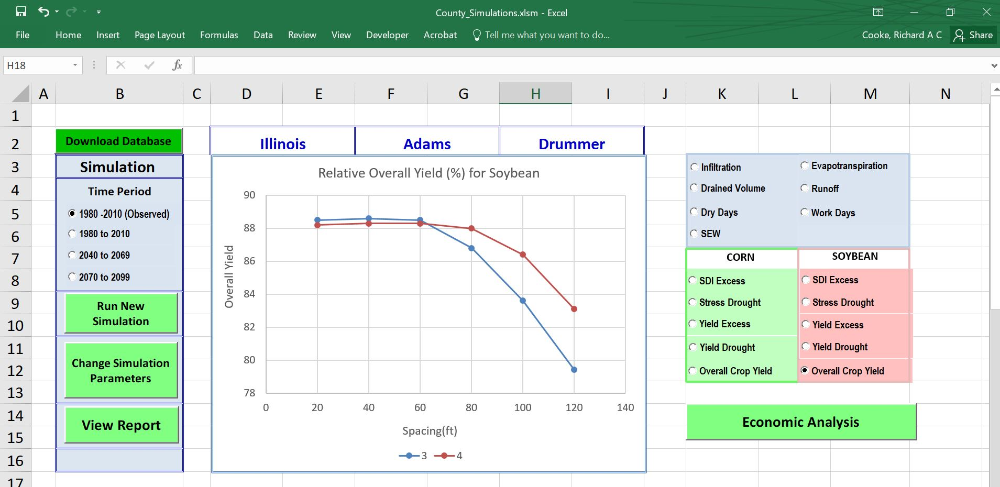 County_Simulations.xlsm - Excel
File Home Insert Page Layout Formulas Data Review View Developer Acrobat Tell me what you want to do... Cooke, Richard A C Share
H18 fx
A B C D E F G H I J K L M N
1
2
3
4
5
6
7
8
9
10
11
12
13
14
15
16
17
Download Database
Simulation
Time Period
1980 -2010 (Observed)
1980 to 2010
2040 to 2069
2070 to 2099
Run New
Simulation
Change Simulation
Parameters
View Report
Illinois Adams Drummer
Relative Overall Yield (%) for Soybean
Overall Yield
90
88
86
84
82
80
78
0 20 40 60 80 100 120 140
Spacing(ft)
3 4
Infiltration Evapotranspiration
Drained Volume Runoff
Dry Days Work Days
SEW
CORN
SDI Excess
Stress Drought
Yield Excess
Yield Drought
Overall Crop Yield
SOYBEAN
SDI Excess
Stress Drought
Yield Excess
Yield Drought
Overall Crop Yield
Economic Analysis